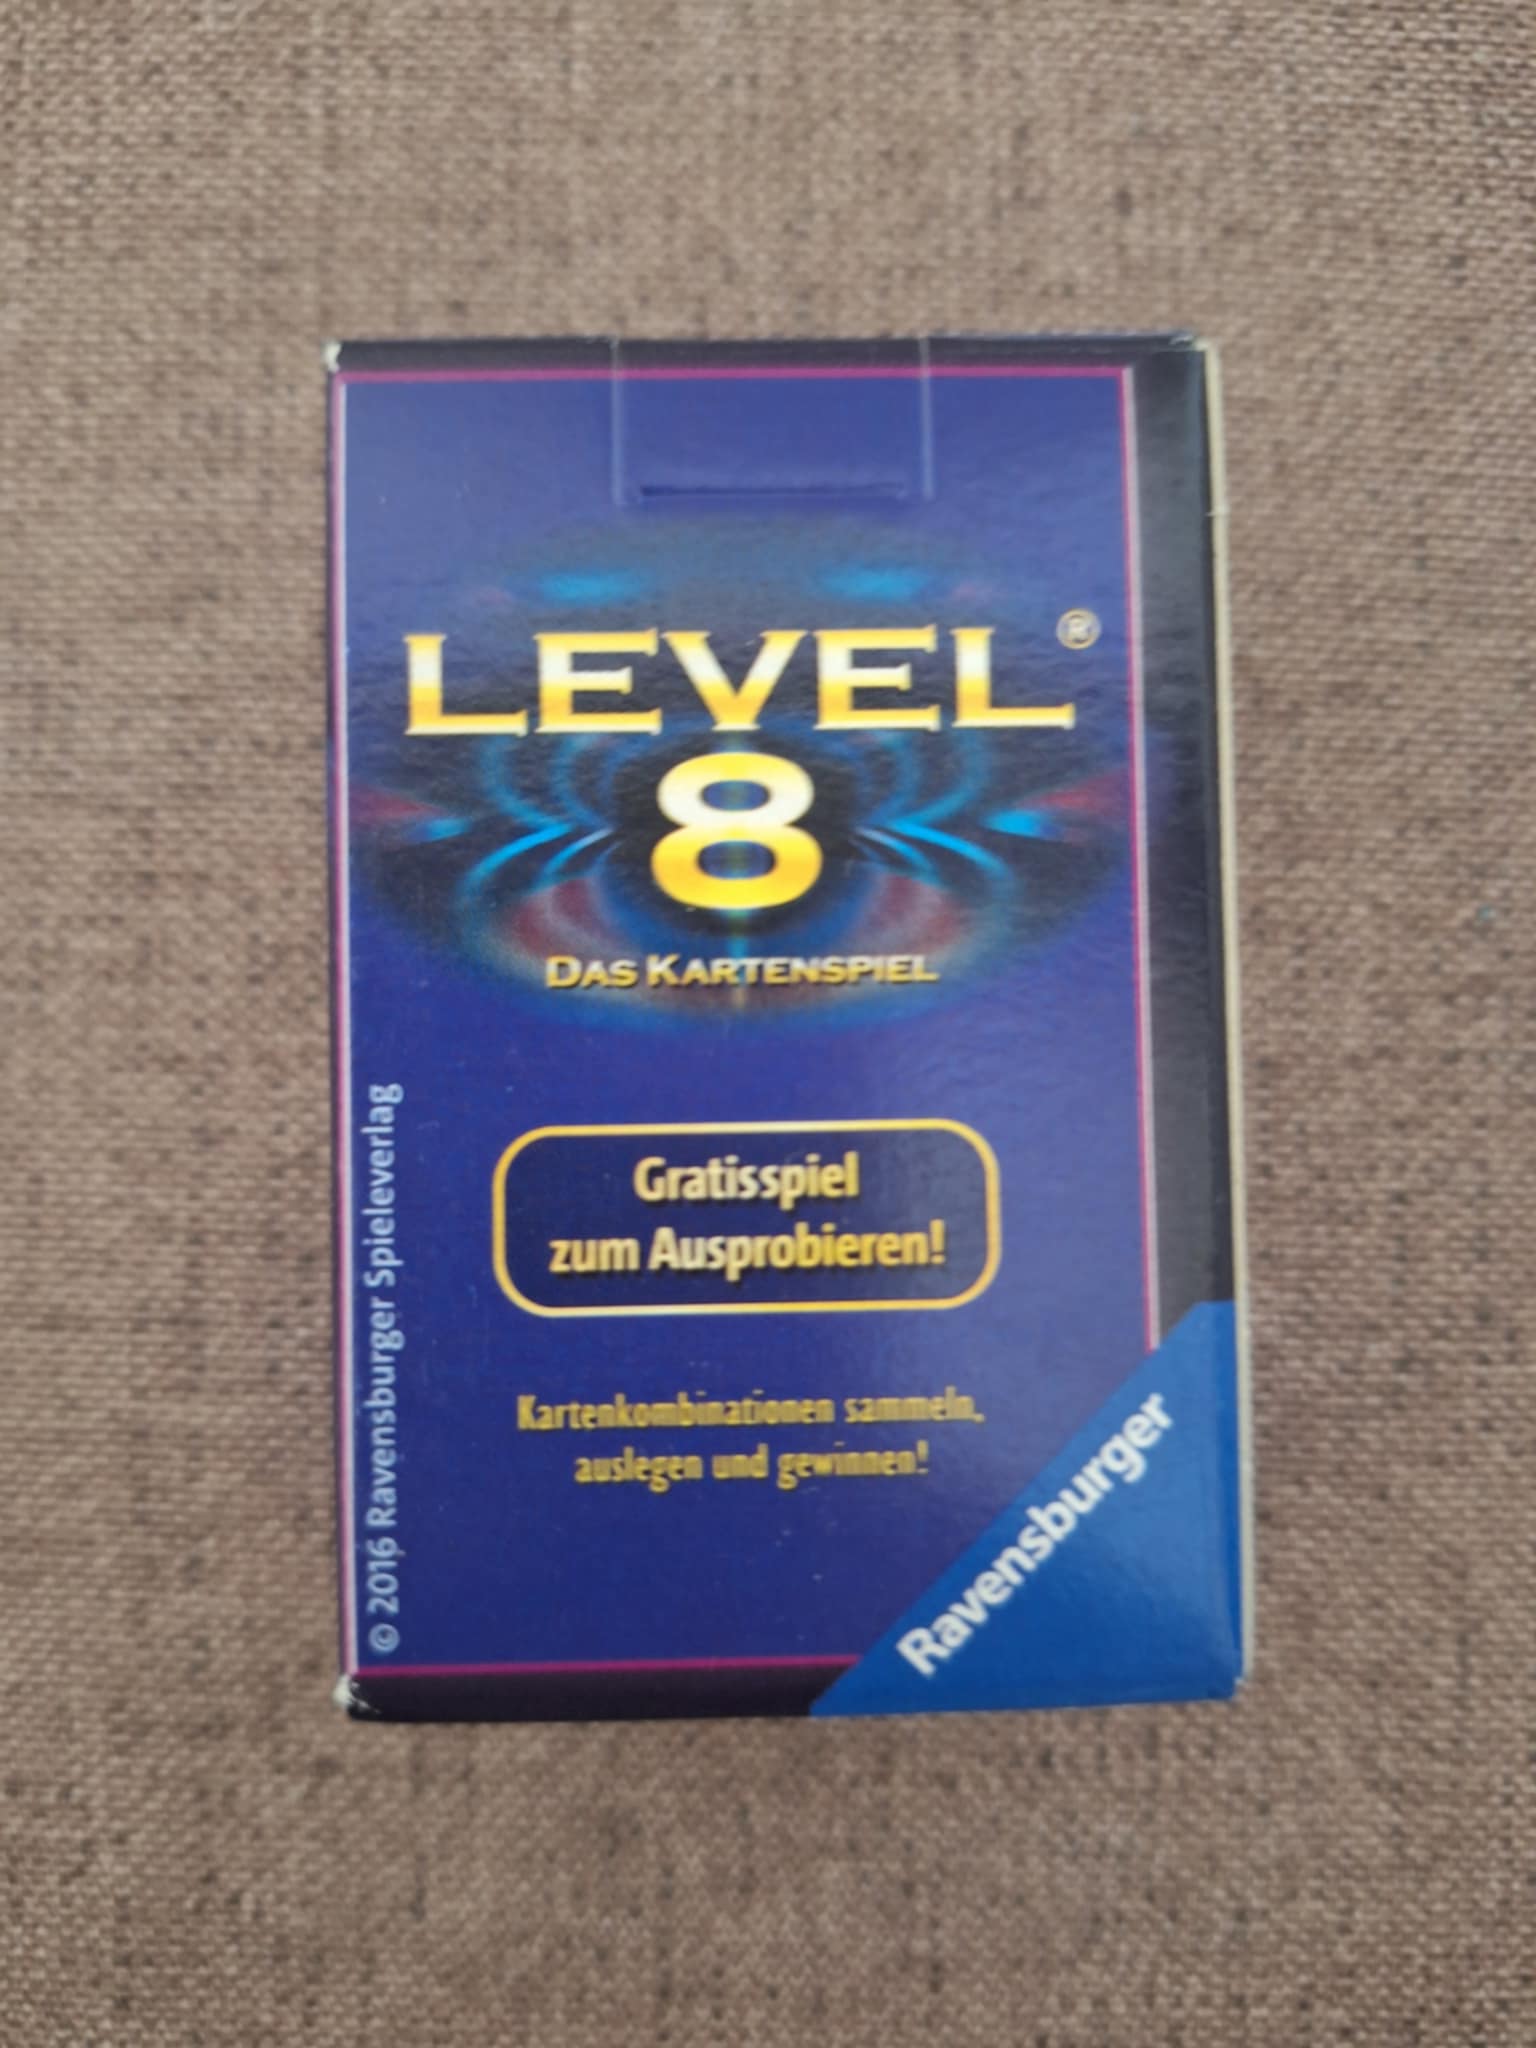 LEVEL®
8
DAS KARTENSPIEL
Gratisspiel
zum Ausprobieren!
Kartenkombinationen sammeln,
auslegen und gewinnen!
© 2016 Ravensburger Spieleverlag
Ravensburger